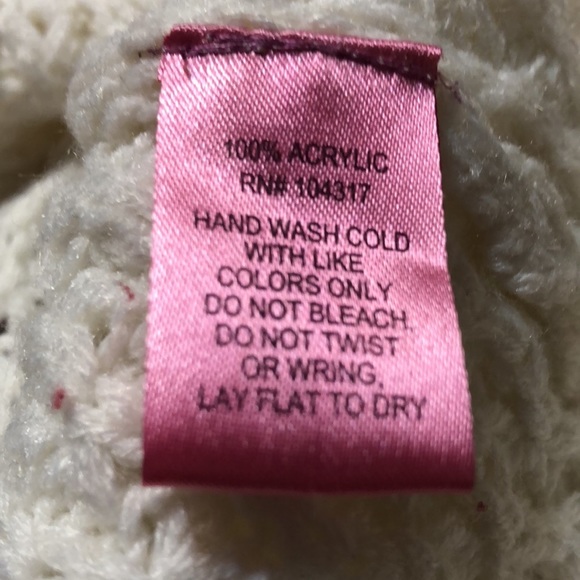 100% ACRYLIC
RN# 104317
HAND WASH COLD
WITH LIKE
COLORS ONLY
DO NOT BLEACH.
DO NOT TWIST
OR WRING,
LAY FLAT TO DRY